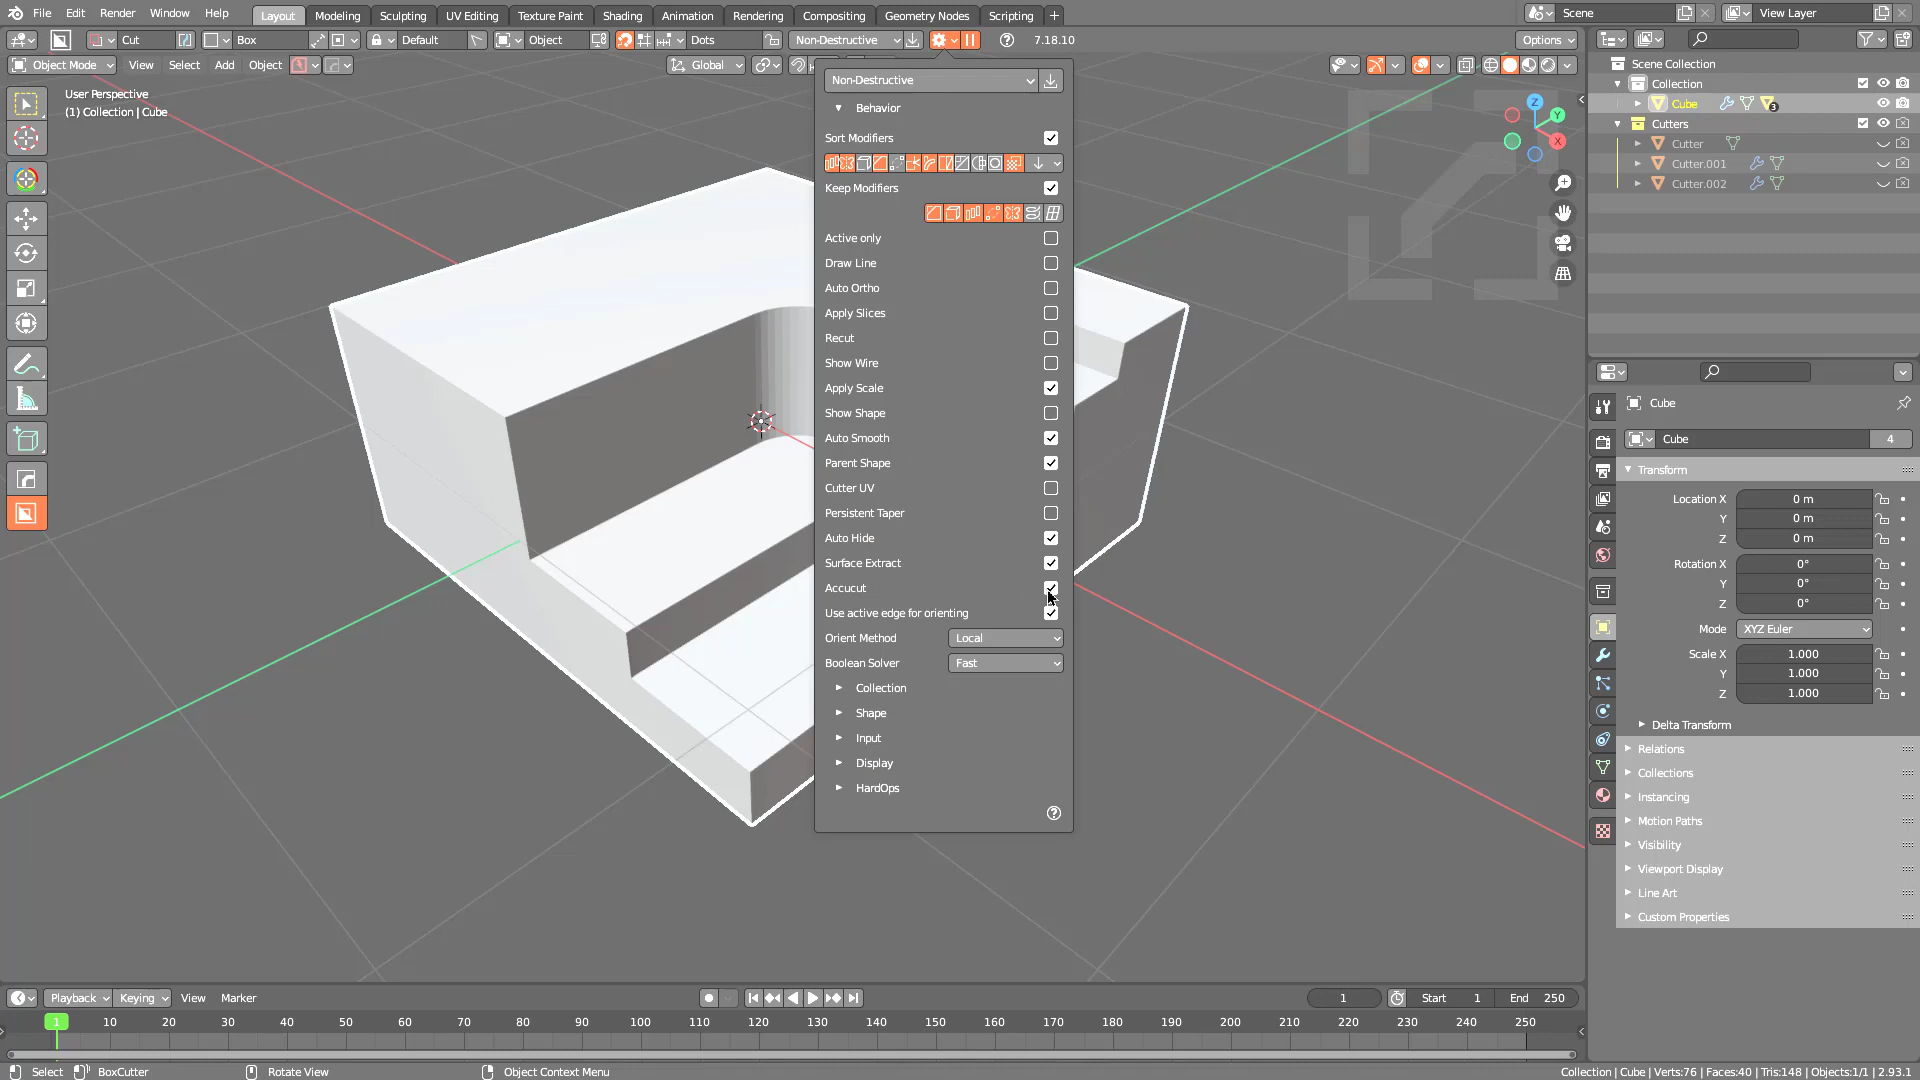 File Edit Render Window Help Layout Modeling Sculpting UV Editing Texture Paint Shading Animation Rendering Compositing Geometry Nodes Scripting + Scene View Layer
Cut Box Default Object Dots Non-Destructive 7.18.10 Options
Object Mode View Select Add Object Global
User Perspective
(1) Collection | Cube
Non-Destructive
Behavior
Sort Modifiers
Keep Modifiers
Active only
Draw Line
Auto Ortho
Apply Slices
Recut
Show Wire
Apply Scale
Show Shape
Auto Smooth
Parent Shape
Cutter UV
Persistent Taper
Auto Hide
Surface Extract
Accucut
Use active edge for orienting
Orient Method Local
Boolean Solver Fast
Collection
Shape
Input
Display
HardOps
Z
Y
X
Scene Collection
Collection
Cube 3
Cutters
Cutter
Cutter.001
Cutter.002
Cube
Cube 4
Transform
Location X 0 m
Y 0 m
Z 0 m
Rotation X 0°
Y 0°
Z 0°
Mode XYZ Euler
Scale X 1.000
Y 1.000
Z 1.000
Delta Transform
Relations
Collections
Instancing
Motion Paths
Visibility
Viewport Display
Line Art
Custom Properties
Playback Keying View Marker 1 Start 1 End 250
1 10 20 30 40 50 60 70 80 90 100 110 120 130 140 150 160 170 180 190 200 210 220 230 240 250
Select BoxCutter Rotate View Object Context Menu Collection | Cube | Verts:76 | Faces:40 | Tris:148 | Objects:1/1 | 2.93.1